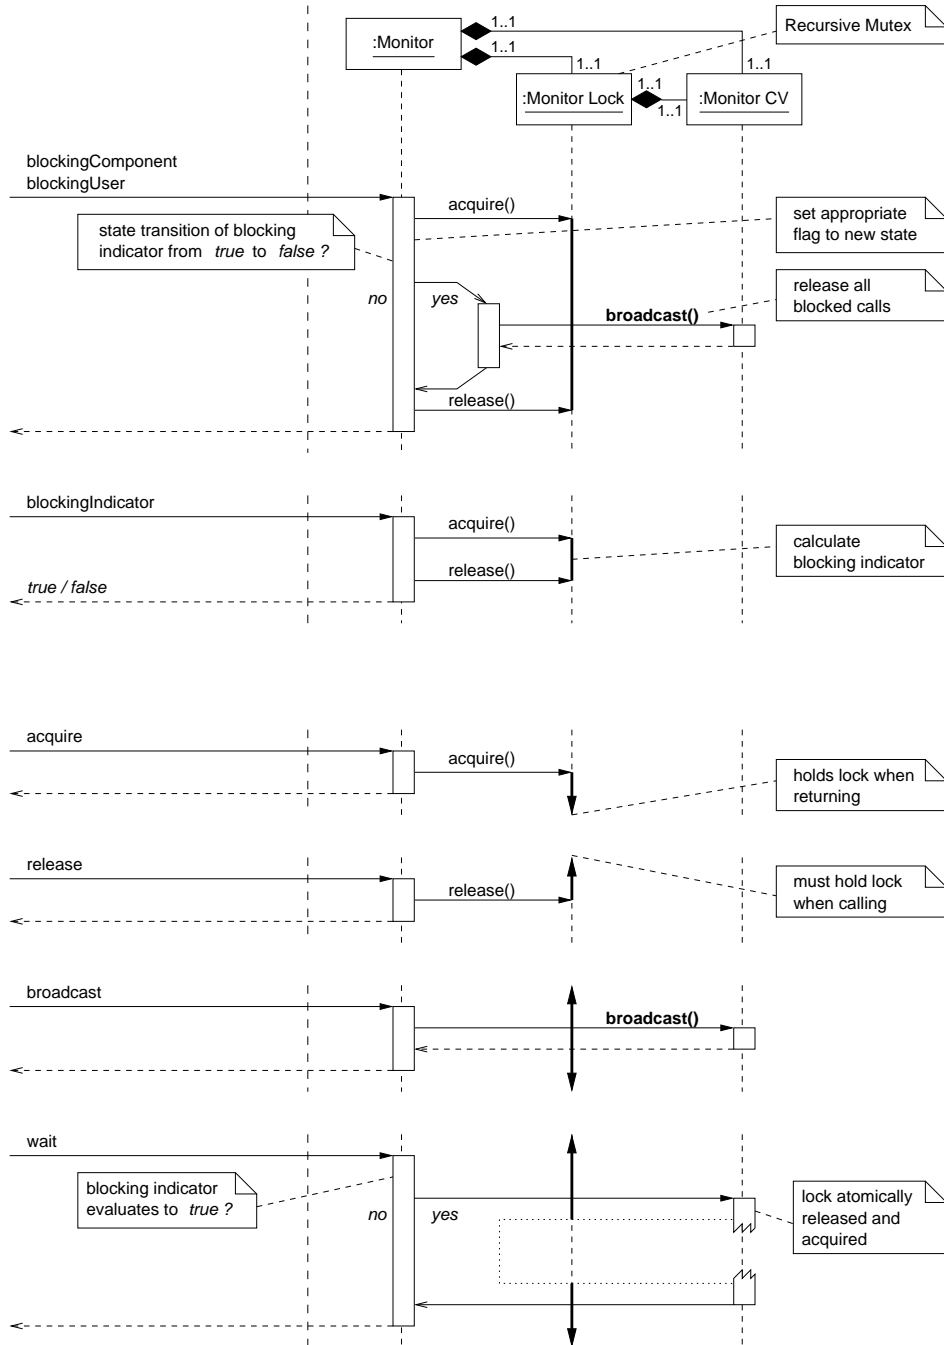 1..1
:Monitor
1..1
Recursive Mutex
1..1
1..1
:Monitor Lock
1..1
1..1
:Monitor CV
blockingComponent
blockingUser
acquire()
state transition of blocking
indicator from true to false ?
set appropriate
flag to new state
no
yes
release all
blocked calls
broadcast()
release()
blockingIndicator
acquire()
calculate
blocking indicator
release()
true / false
acquire
acquire()
holds lock when
returning
release
release()
must hold lock
when calling
broadcast
broadcast()
wait
blocking indicator
evaluates to true ?
no
yes
lock atomically
released and
acquired